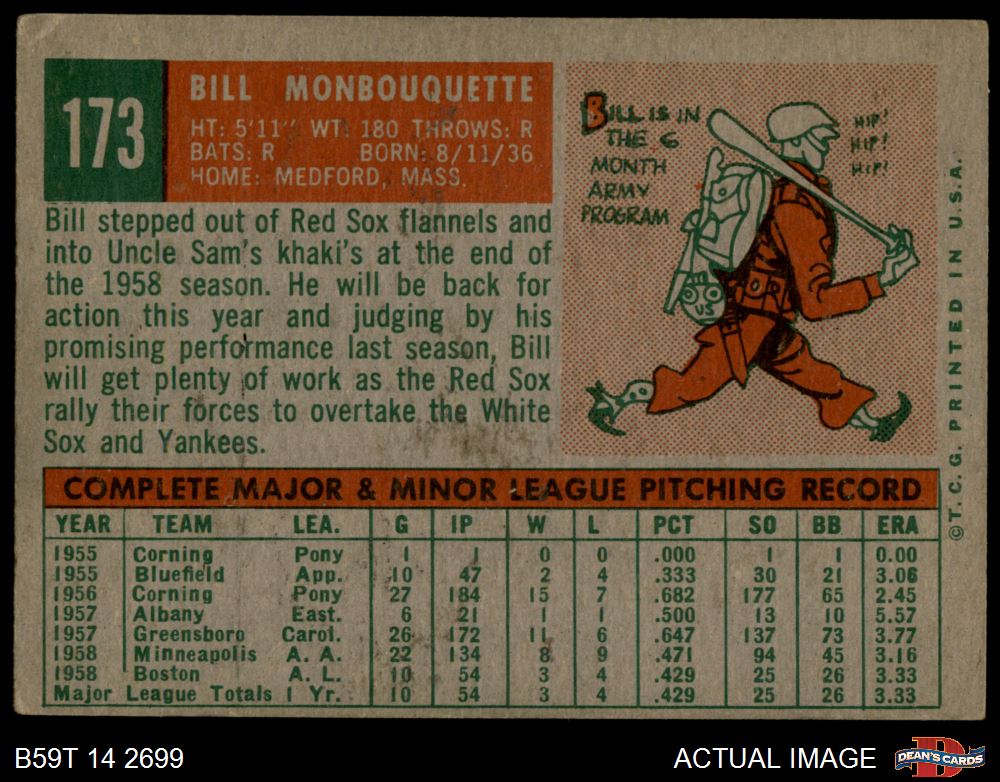 173
BILL MONBOUQUETTE
HT: 5'11" WT: 180 THROWS: R
BATS: R BORN: 8/11/36
HOME: MEDFORD, MASS.
Bill stepped out of Red Sox flannels and
into Uncle Sam's khaki's at the end of
the 1958 season. He will be back for
action this year and judging by his
promising performance last season, Bill
will get plenty of work as the Red Sox
rally their forces to overtake the White
Sox and Yankees.
BILL IS IN
THE 6
MONTH
ARMY
PROGRAM
HIP!
HIP!
HIP!
US
©T.C.G. PRINTED IN U.S.A.
COMPLETE MAJOR & MINOR LEAGUE PITCHING RECORD
YEAR TEAM LEA. G IP W L PCT SO BB ERA
1955 Corning Pony 1 1 0 0 .000 1 1 0.00
1955 Bluefield App. 10 47 2 4 .333 30 21 3.06
1956 Corning Pony 27 184 15 7 .682 177 65 2.45
1957 Albany East. 6 21 1 1 .500 13 10 5.57
1957 Greensboro Carol. 26 172 11 6 .647 137 73 3.77
1958 Minneapolis A. A. 22 134 8 9 .471 94 45 3.16
1958 Boston A. L. 10 54 3 4 .429 25 26 3.33
Major League Totals 1 Yr. 10 54 3 4 .429 25 26 3.33
B59T 14 2699
ACTUAL IMAGE
D
DEAN'S CARDS